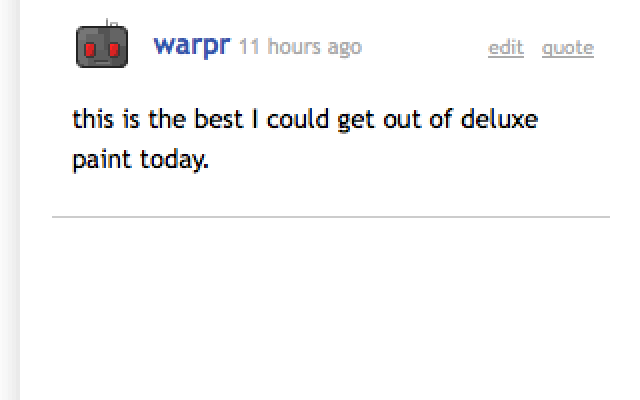 warpr 11 hours ago edit quote
this is the best I could get out of deluxe
paint today.